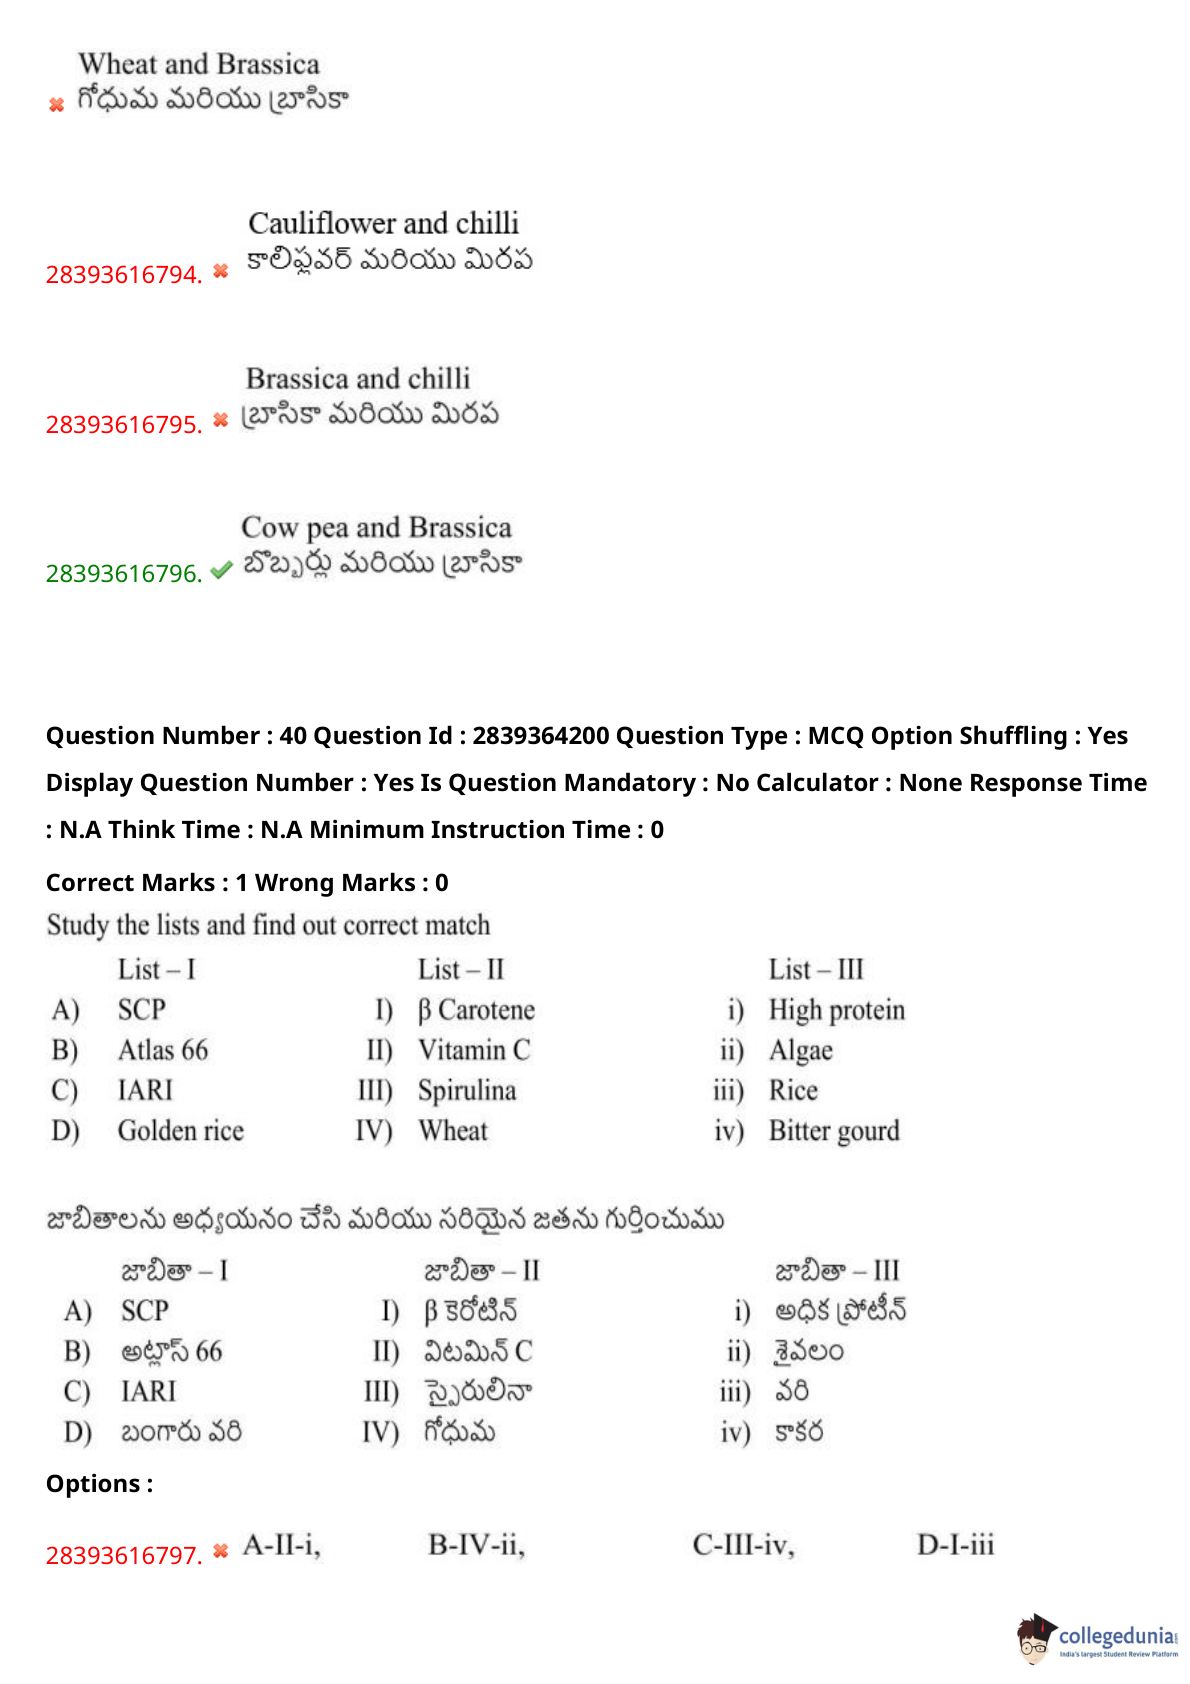 Wheat and Brassica
గోధుమ మరియు బ్రాసికా
Cauliflower and chilli
28393616794. కాలిఫ్లవర్ మరియు మిరప
Brassica and chilli
28393616795. బ్రాసికా మరియు మిరప
Cow pea and Brassica
28393616796. బొబ్బర్లు మరియు బ్రాసికా
Question Number : 40 Question Id : 2839364200 Question Type : MCQ Option Shuffling : Yes
Display Question Number : Yes Is Question Mandatory : No Calculator : None Response Time
: N.A Think Time : N.A Minimum Instruction Time : 0
Correct Marks : 1 Wrong Marks : 0
Study the lists and find out correct match
List – I List – II List – III
A) SCP I) β Carotene i) High protein
B) Atlas 66 II) Vitamin C ii) Algae
C) IARI III) Spirulina iii) Rice
D) Golden rice IV) Wheat iv) Bitter gourd
జాబితాలను అధ్యయనం చేసి మరియు సరియైన జతను గుర్తించుము
జాబితా – I జాబితా – II జాబితా – III
A) SCP I) β కెరోటిన్ i) అధిక ప్రోటీన్
B) అట్లాస్ 66 II) విటమిన్ C ii) శైవలం
C) IARI III) స్పైరులినా iii) వరి
D) బంగారు వరి IV) గోధుమ iv) కాకర
Options :
28393616797. A-II-i, B-IV-ii, C-III-iv, D-I-iii
collegedunia
India's largest Student Review Platform